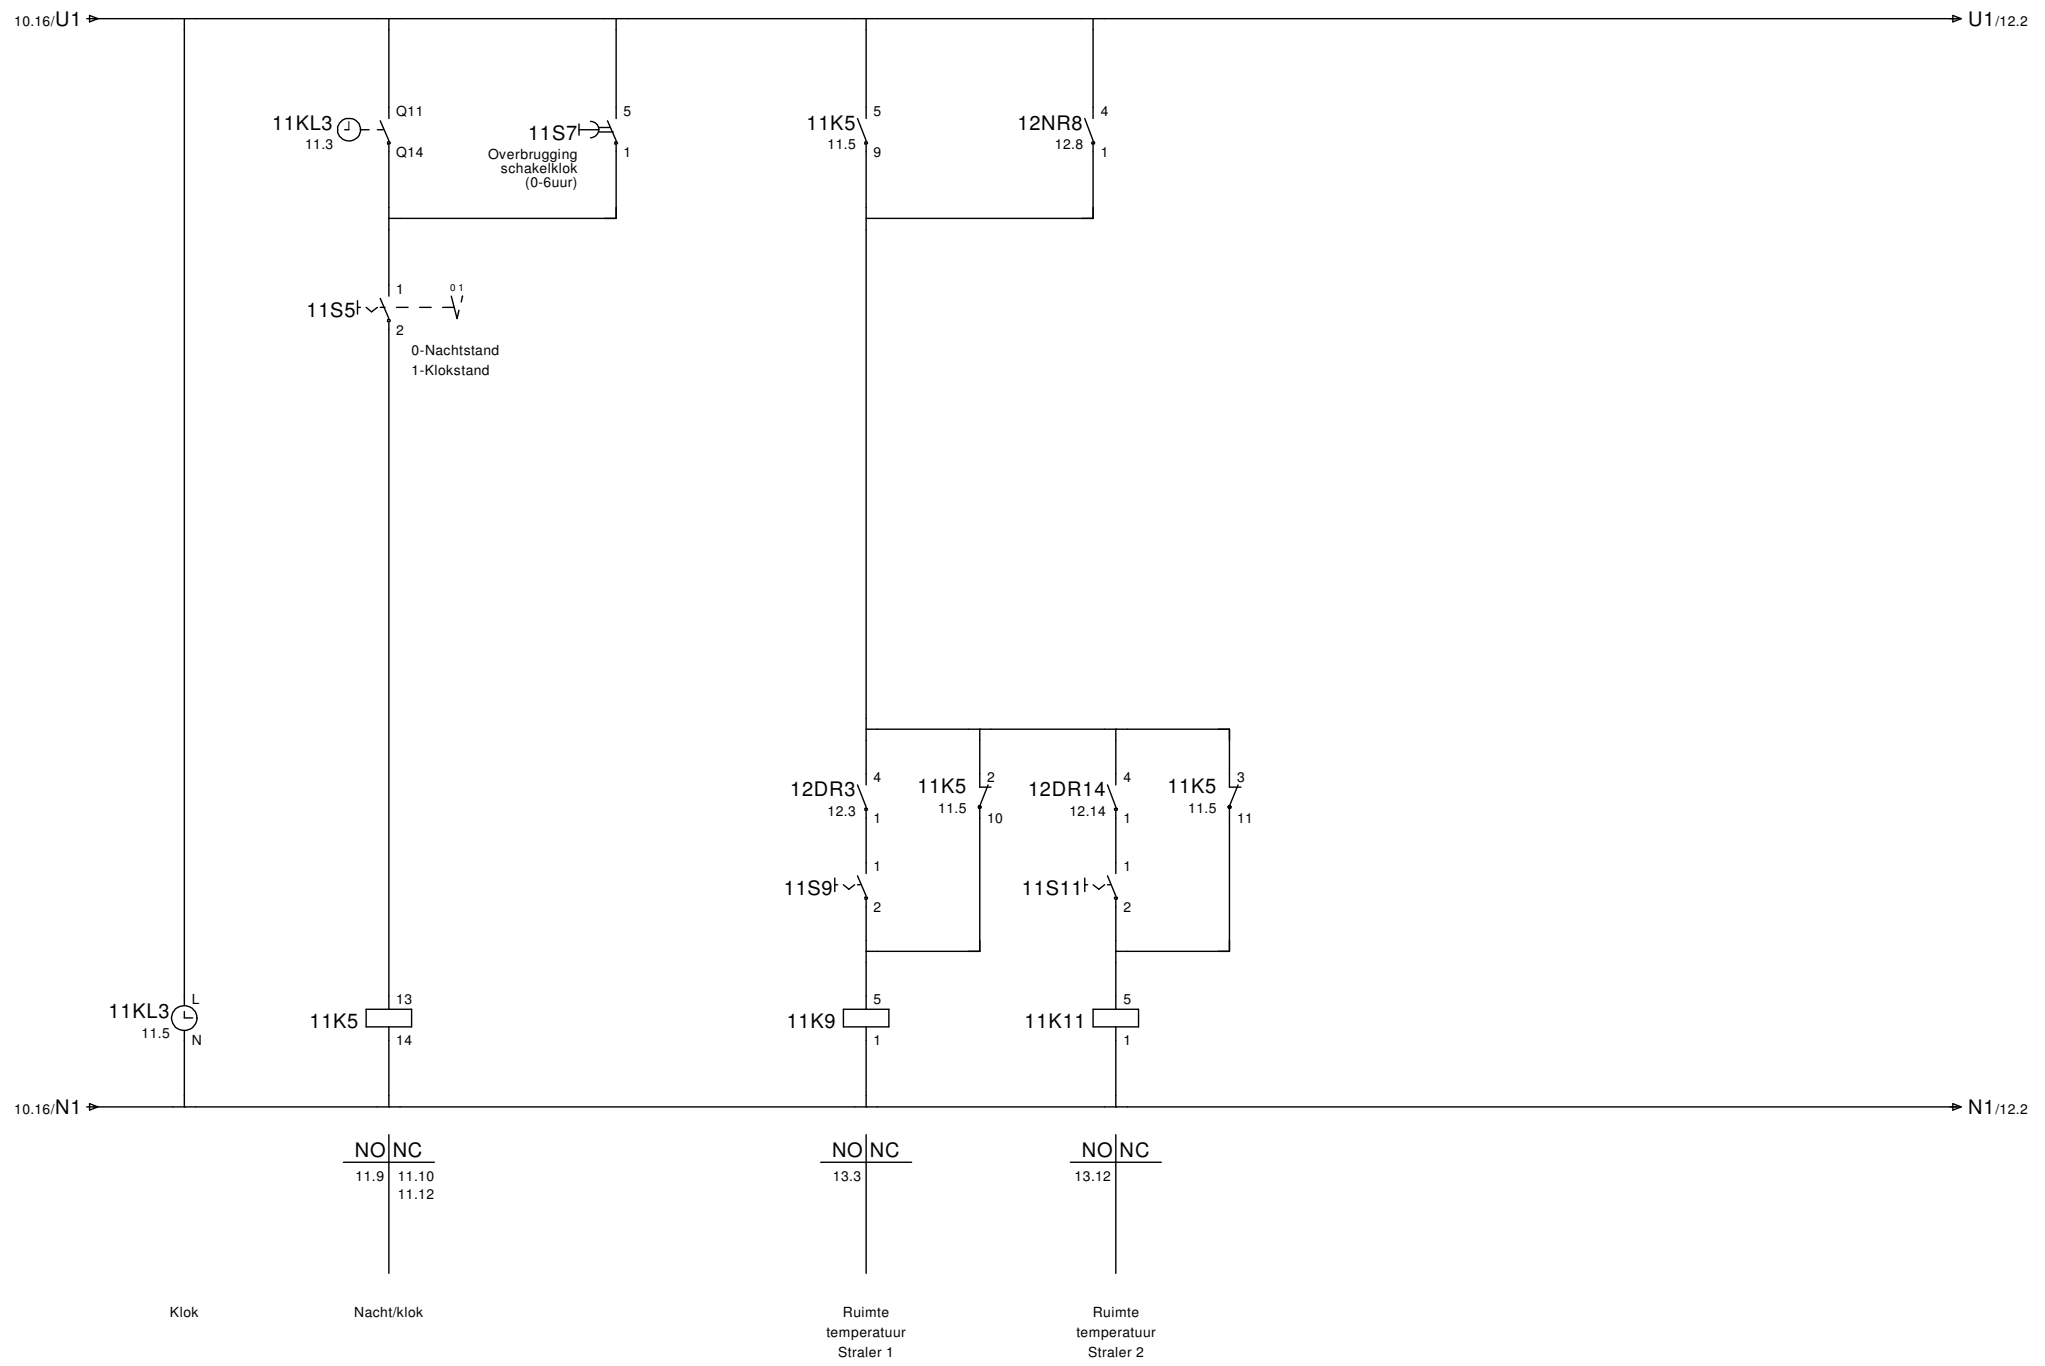 10.16/U1
U1/12.2
Q11
5
5
4
11KL3
11S7
11K5
12NR8
11.3
11.5
12.8
Q14
1
9
1
Overbrugging
schakelklok
(0-6uur)
1
0 1
11S5
2
0-Nachtstand
1-Klokstand
4
2
4
3
12DR3
11K5
12DR14
11K5
12.3
11.5
12.14
11.5
1
10
1
11
1
1
11S9
11S11
2
2
L
13
5
5
11KL3
11K5
11K9
11K11
11.5
N
14
1
1
10.16/N1
N1/12.2
NO NC
NO NC
NO NC
11.9 11.10
13.3
13.12
11.12
Klok
Nacht/klok
Ruimte
temperatuur
Straler 1
Ruimte
temperatuur
Straler 2